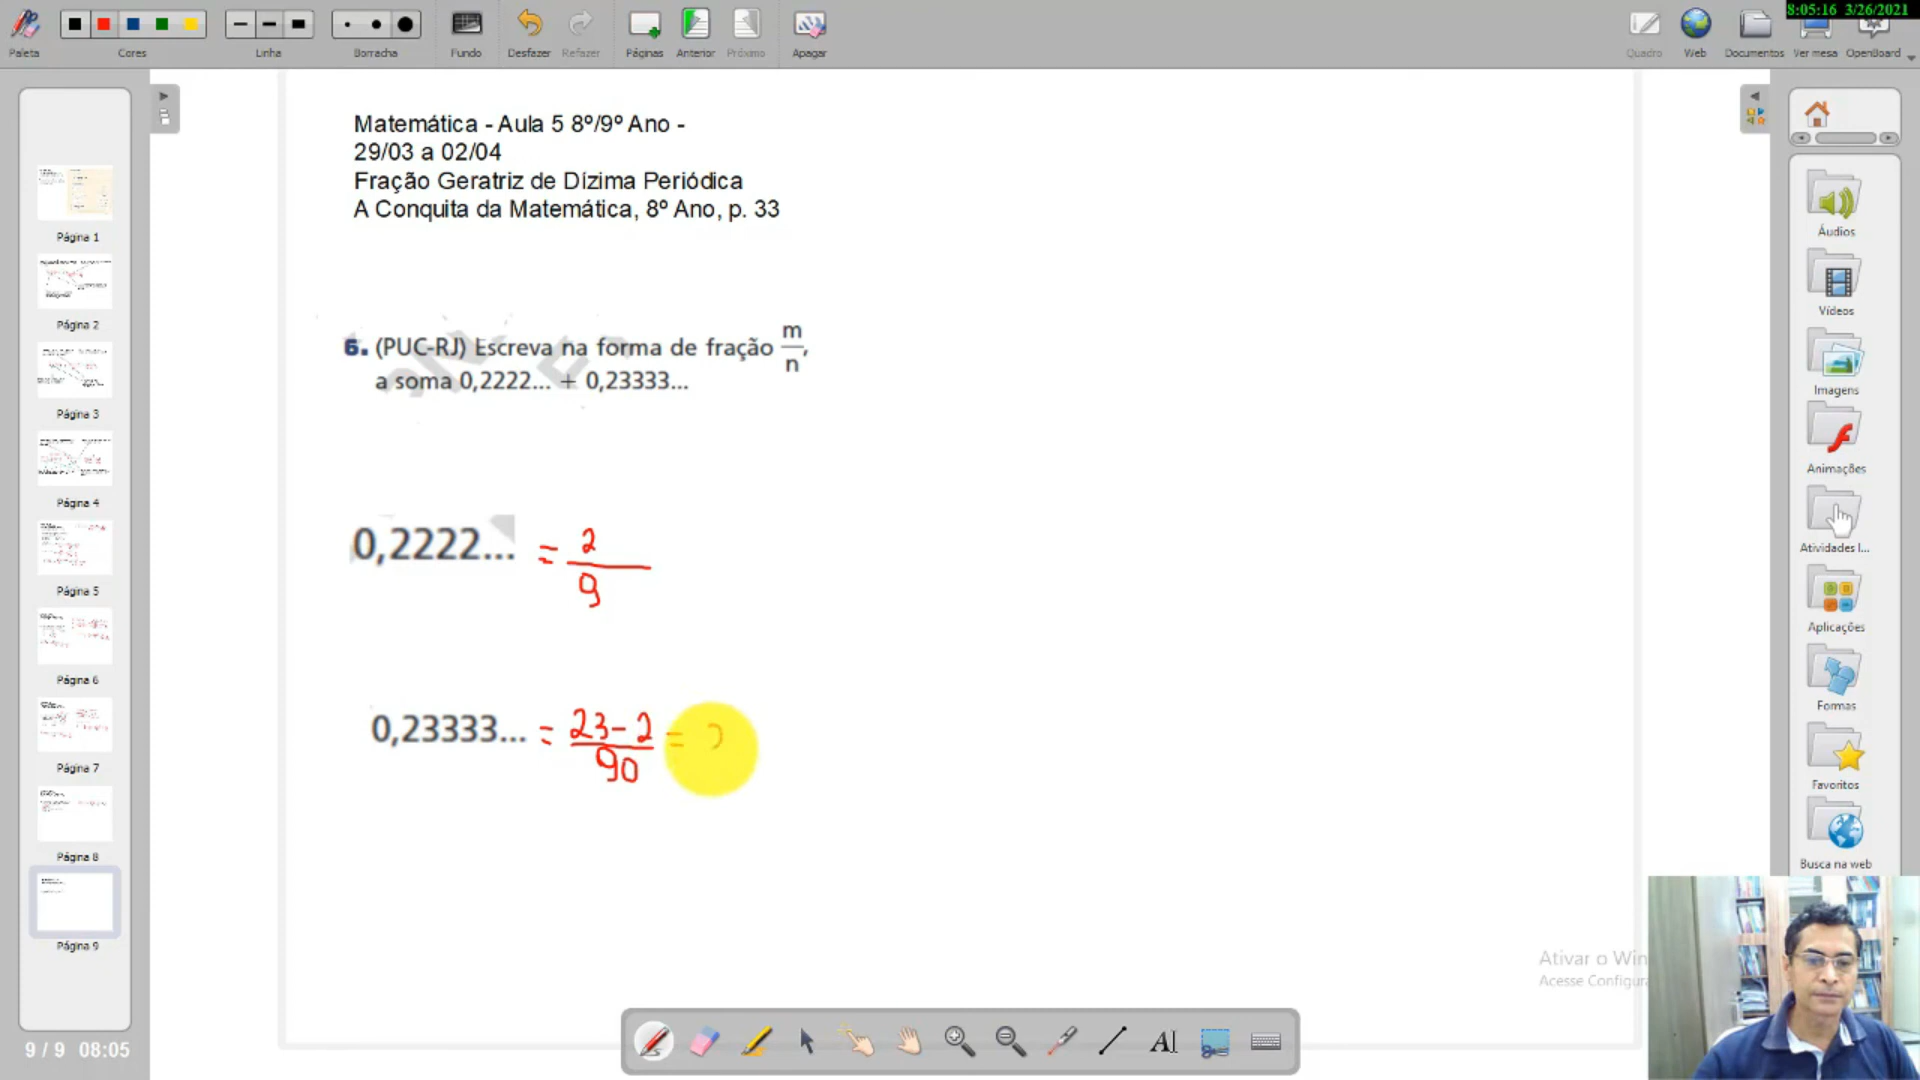 8:05:16 3/26/2021
Paleta
Cores
Linha
Borracha
Fundo
Desfazer
Refazer
Páginas
Anterior
Próximo
Apagar
Quadro
Web
Documentos
Ver mesa
OpenBoard
Matemática - Aula 5 8º/9º Ano -
29/03 a 02/04
Fração Geratriz de Dízima Periódica
A Conquita da Matemática, 8º Ano, p. 33
6. (PUC-RJ) Escreva na forma de fração m/n,
a soma 0,2222... + 0,23333...
0,2222... = 2/9
0,23333... = 23-2/90 = 2
Página 1
Página 2
Página 3
Página 4
Página 5
Página 6
Página 7
Página 8
Página 9
9 / 9 08:05
Áudios
Vídeos
Imagens
Animações
Atividades I...
Aplicações
Formas
Favoritos
Busca na web
Ativar o Win
Acesse Configura